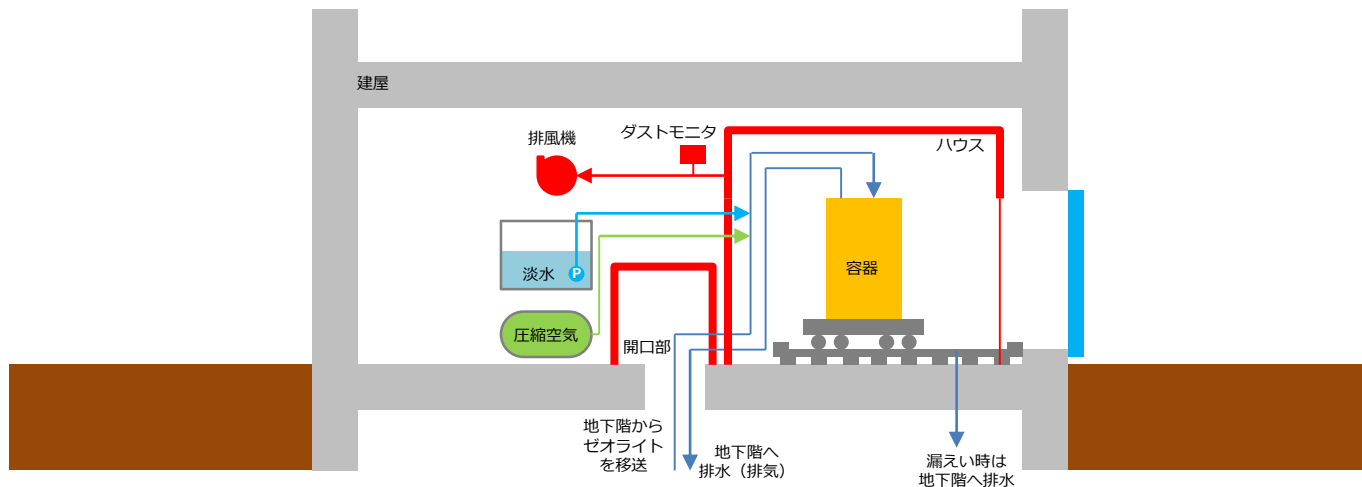 建屋
排風機
ダストモニタ
ハウス
淡水
P
容器
圧縮空気
開口部
地下階から
ゼオライト
を移送
地下階へ
排水（排気）
漏えい時は
地下階へ排水